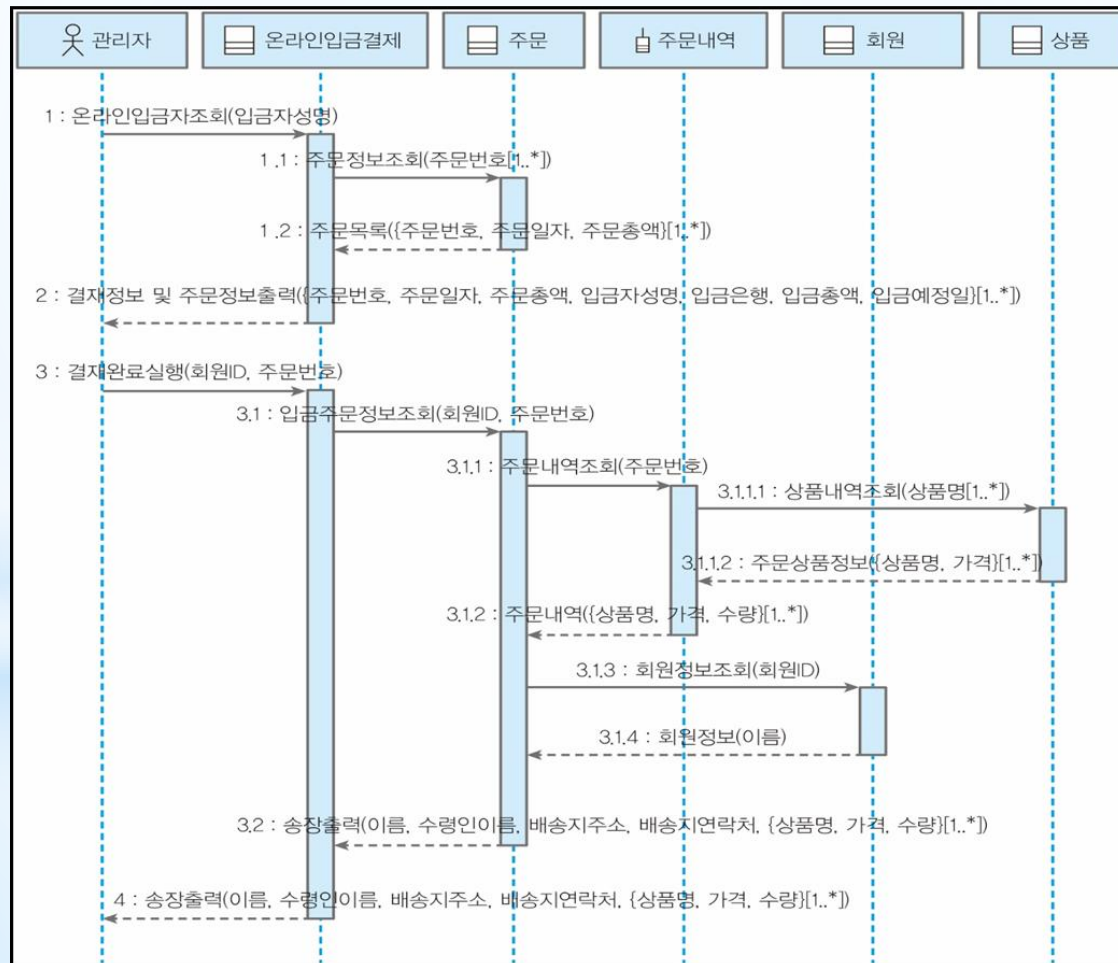 관리자
온라인입금결제
주문
주문내역
회원
상품
1 : 온라인입금자조회(입금자성명)
1.1 : 주문정보조회(주문번호[1..*])
1.2 : 주문목록({주문번호, 주문일자, 주문총액}[1..*])
2 : 결재정보 및 주문정보출력({주문번호, 주문일자, 주문총액, 입금자성명, 입금은행, 입금총액, 입금예정일}[1..*])
3 : 결재완료실행(회원ID, 주문번호)
3.1 : 입금주문정보조회(회원ID, 주문번호)
3.1.1 : 주문내역조회(주문번호)
3.1.1.1 : 상품내역조회(상품명[1..*])
3.1.1.2 : 주문상품정보({상품명, 가격}[1..*])
3.1.2 : 주문내역({상품명, 가격, 수량}[1..*])
3.1.3 : 회원정보조회(회원ID)
3.1.4 : 회원정보(이름)
3.2 : 송장출력(이름, 수령인이름, 배송지주소, 배송지연락처, {상품명, 가격, 수량}[1..*])
4 : 송장출력(이름, 수령인이름, 배송지주소, 배송지연락처, {상품명, 가격, 수량}[1..*])